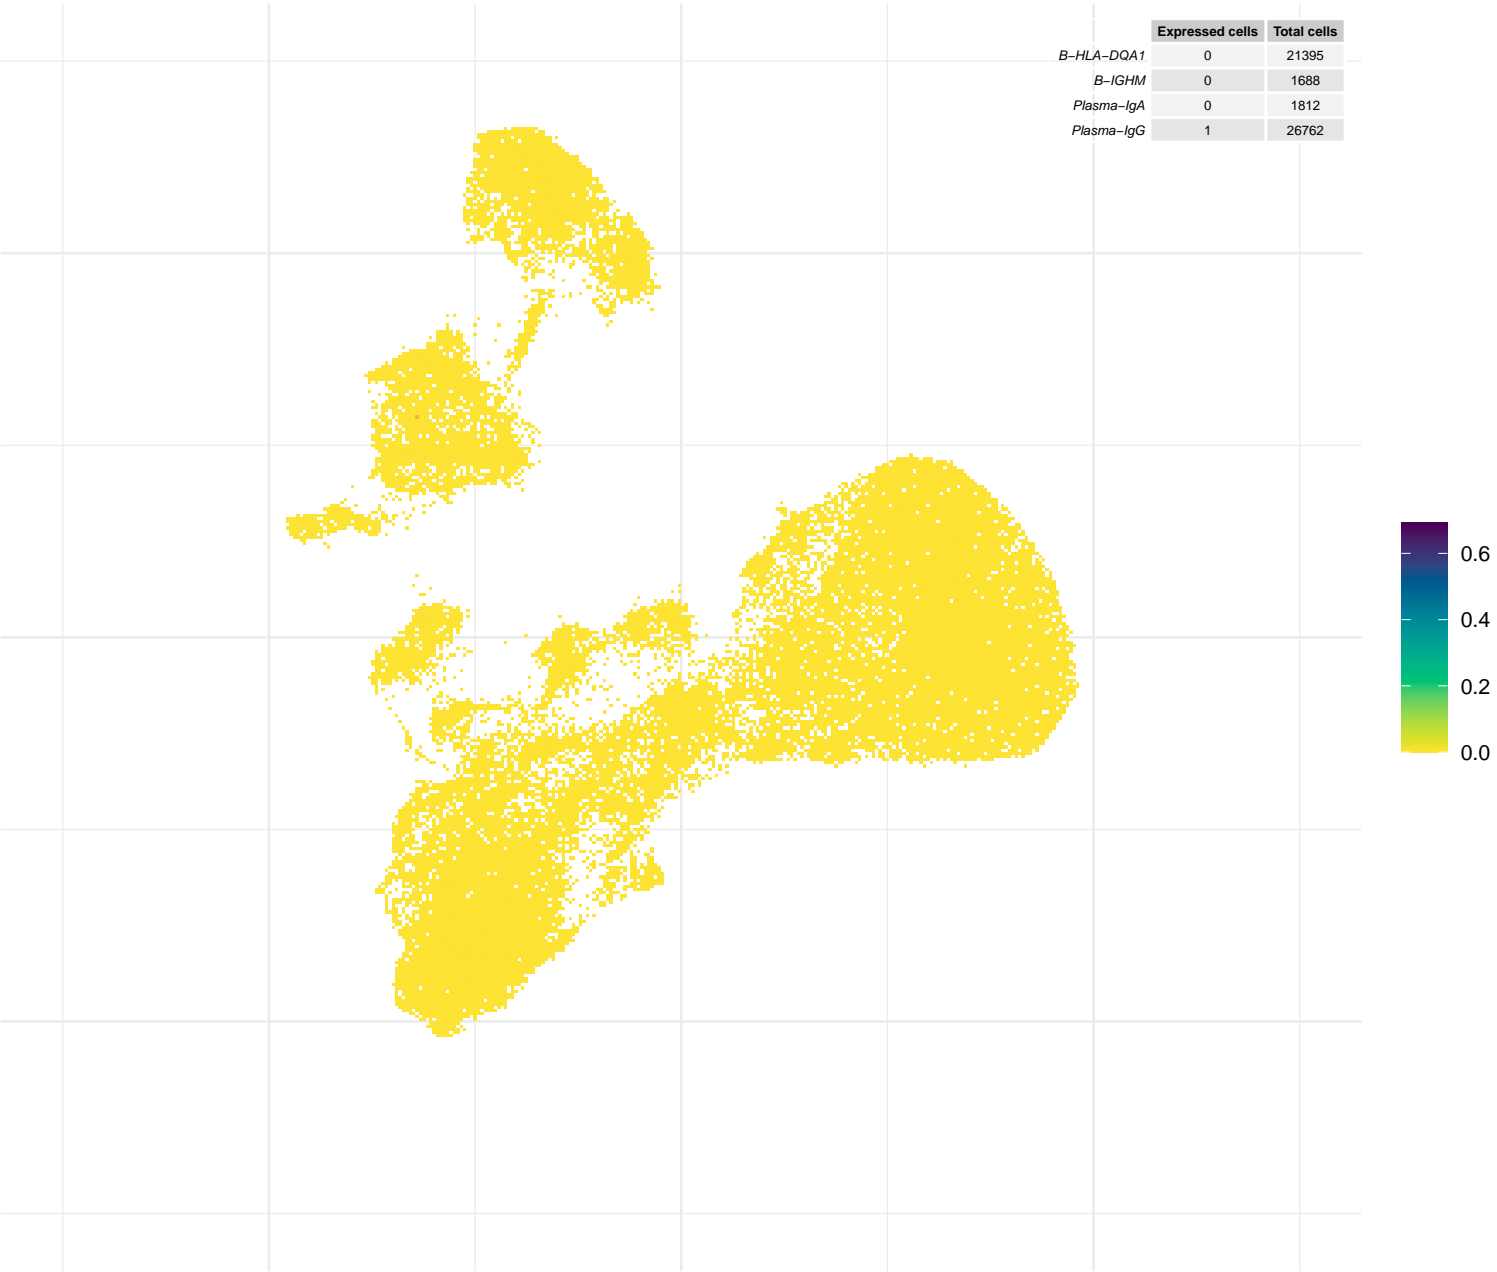 Expressed cells Total cells
B−HLA−DQA1 0 21395
B−IGHM 0 1688
Plasma−IgA 0 1812
Plasma−IgG 1 26762
0.6
0.4
0.2
0.0